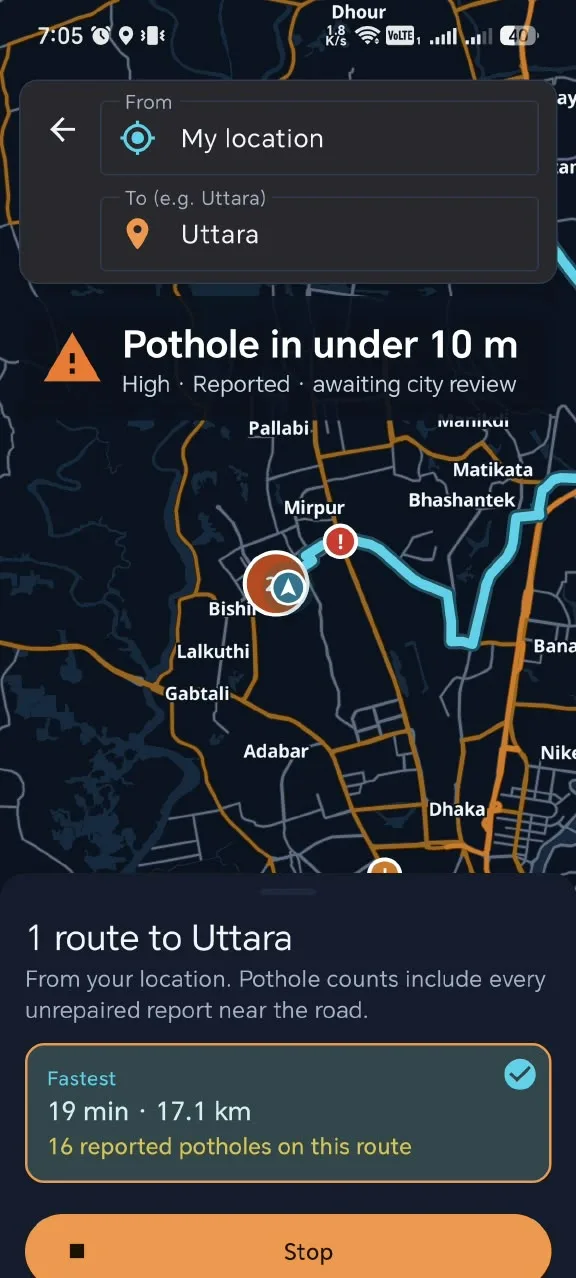 Dhour
7:05
1.8 K/s
VoLTE 1
40
From
My location
To (e.g. Uttara)
Uttara
Pothole in under 10 m
High · Reported · awaiting city review
Pallabi
Manikdi
Matikata
Bhashantek
Mirpur
Lalkuthi
Gabtali
Adabar
Dhaka
1 route to Uttara
From your location. Pothole counts include every
unrepaired report near the road.
Fastest
19 min · 17.1 km
16 reported potholes on this route
Stop